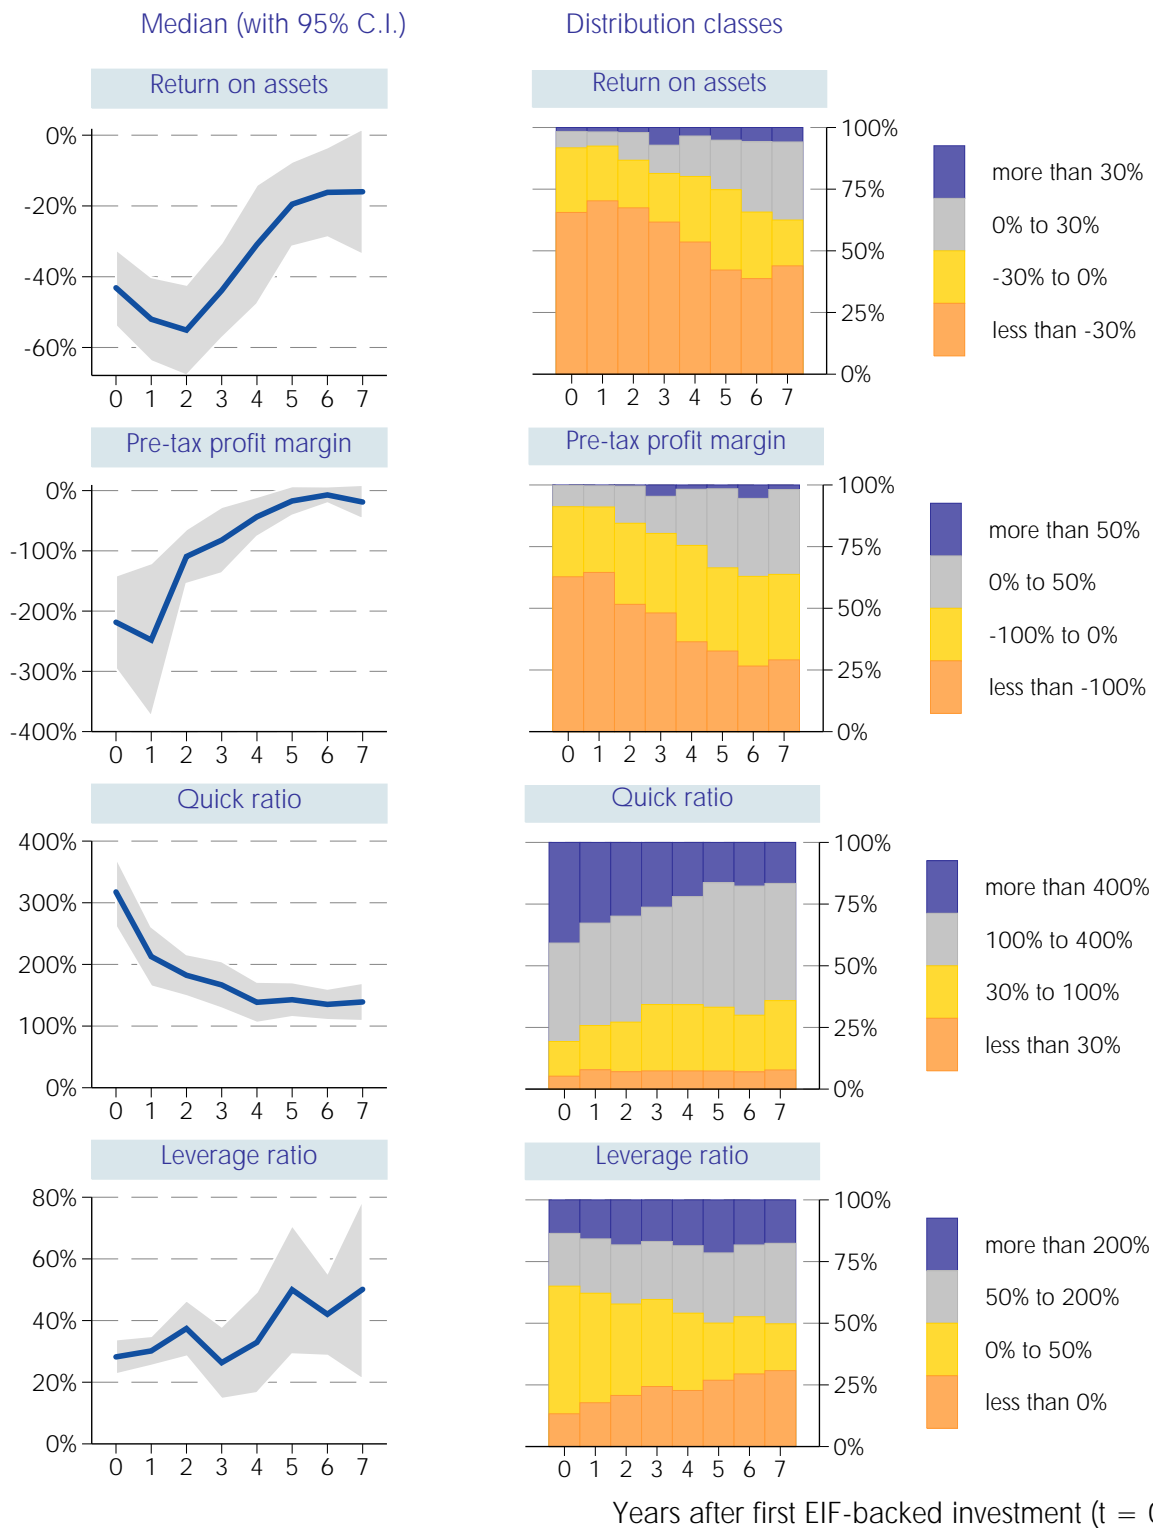 Median (with 95% C.I.)
Distribution classes
Return on assets
0%
-20%
-40%
-60%
0 1 2 3 4 5 6 7
Return on assets
100%
75%
50%
25%
0%
0 1 2 3 4 5 6 7
more than 30%
0% to 30%
-30% to 0%
less than -30%
Pre-tax profit margin
0%
-100%
-200%
-300%
-400%
0 1 2 3 4 5 6 7
Pre-tax profit margin
100%
75%
50%
25%
0%
0 1 2 3 4 5 6 7
more than 50%
0% to 50%
-100% to 0%
less than -100%
Quick ratio
400%
300%
200%
100%
0%
0 1 2 3 4 5 6 7
Quick ratio
100%
75%
50%
25%
0%
0 1 2 3 4 5 6 7
more than 400%
100% to 400%
30% to 100%
less than 30%
Leverage ratio
80%
60%
40%
20%
0%
0 1 2 3 4 5 6 7
Leverage ratio
100%
75%
50%
25%
0%
0 1 2 3 4 5 6 7
more than 200%
50% to 200%
0% to 50%
less than 0%
Years after first EIF-backed investment (t =